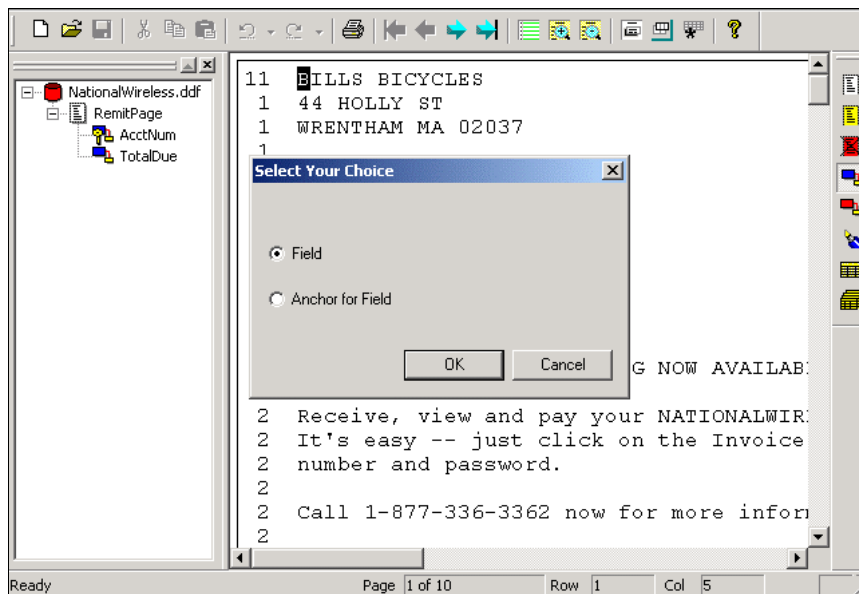 NationalWireless.ddf
RemitPage
AcctNum
TotalDue
11 BILLS BICYCLES
1 44 HOLLY ST
1 WRENTHAM MA 02037
1
Select Your Choice
Field
Anchor for Field
OK Cancel
G NOW AVAILAB
2 Receive, view and pay your NATIONALWIR
2 It's easy -- just click on the Invoice
2 number and password.
2
2 Call 1-877-336-3362 now for more infor
2
Ready Page 1 of 10 Row 1 Col 5